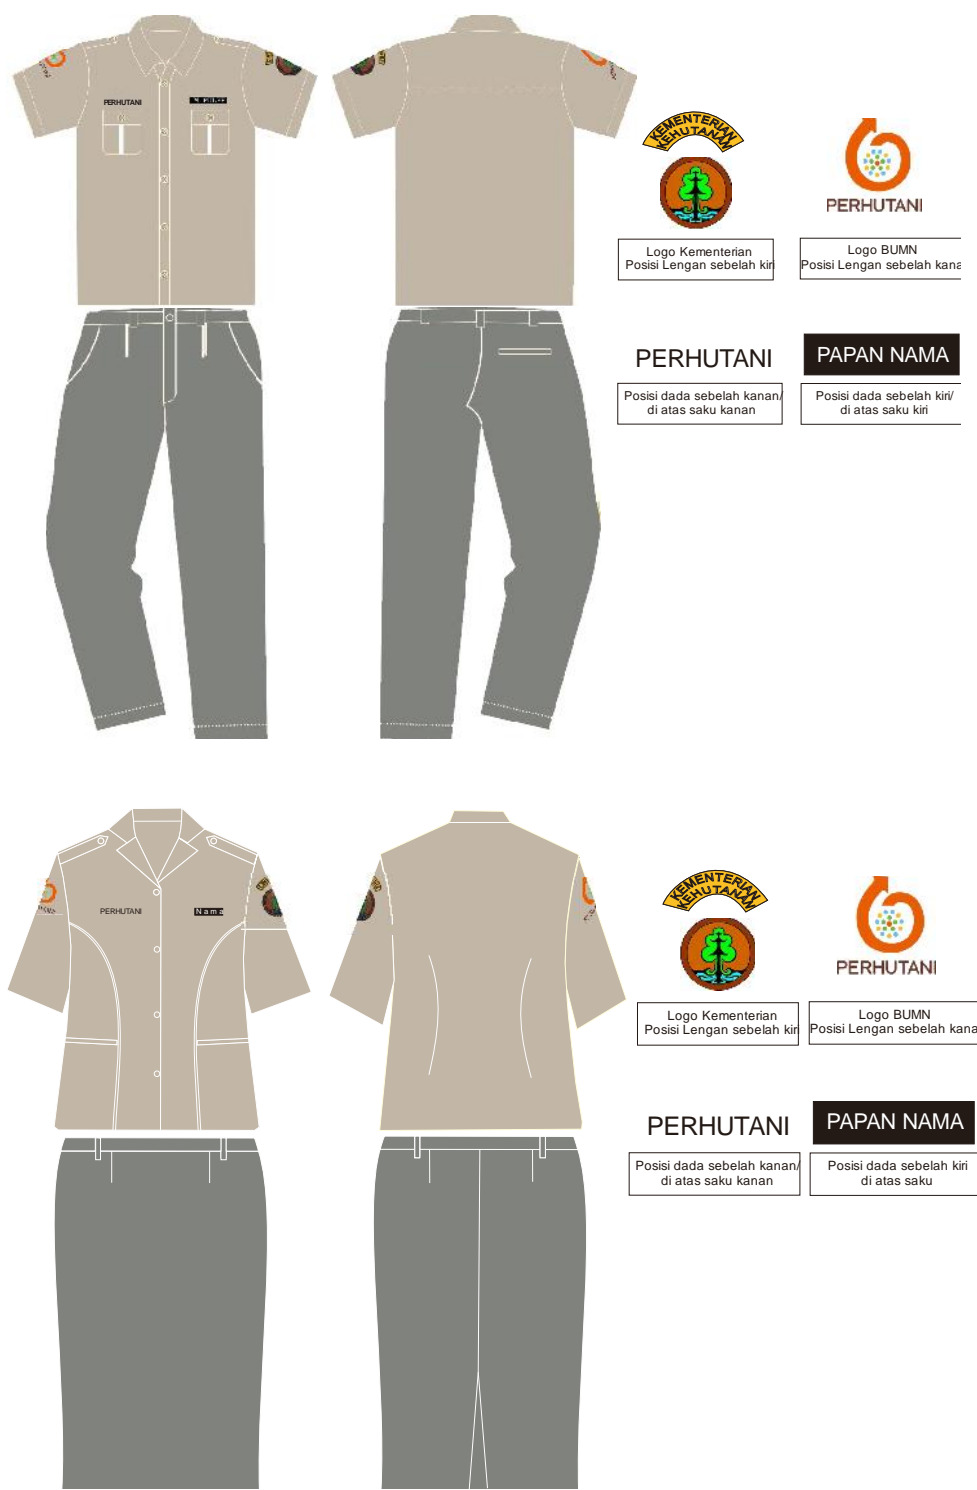 PERHUTANI
KEMENTERIAN
KEHUTANAN
PERHUTANI
Logo Kementerian
Posisi Lengan sebelah kiri
Logo BUMN
Posisi Lengan sebelah kana
PERHUTANI
PAPAN NAMA
Posisi dada sebelah kanan/
di atas saku kanan
Posisi dada sebelah kiri/
di atas saku kiri
PERHUTANI
Nama
KEMENTERIAN
KEHUTANAN
PERHUTANI
Logo Kementerian
Posisi Lengan sebelah kiri
Logo BUMN
Posisi Lengan sebelah kana
PERHUTANI
PAPAN NAMA
Posisi dada sebelah kanan/
di atas saku kanan
Posisi dada sebelah kiri
di atas saku